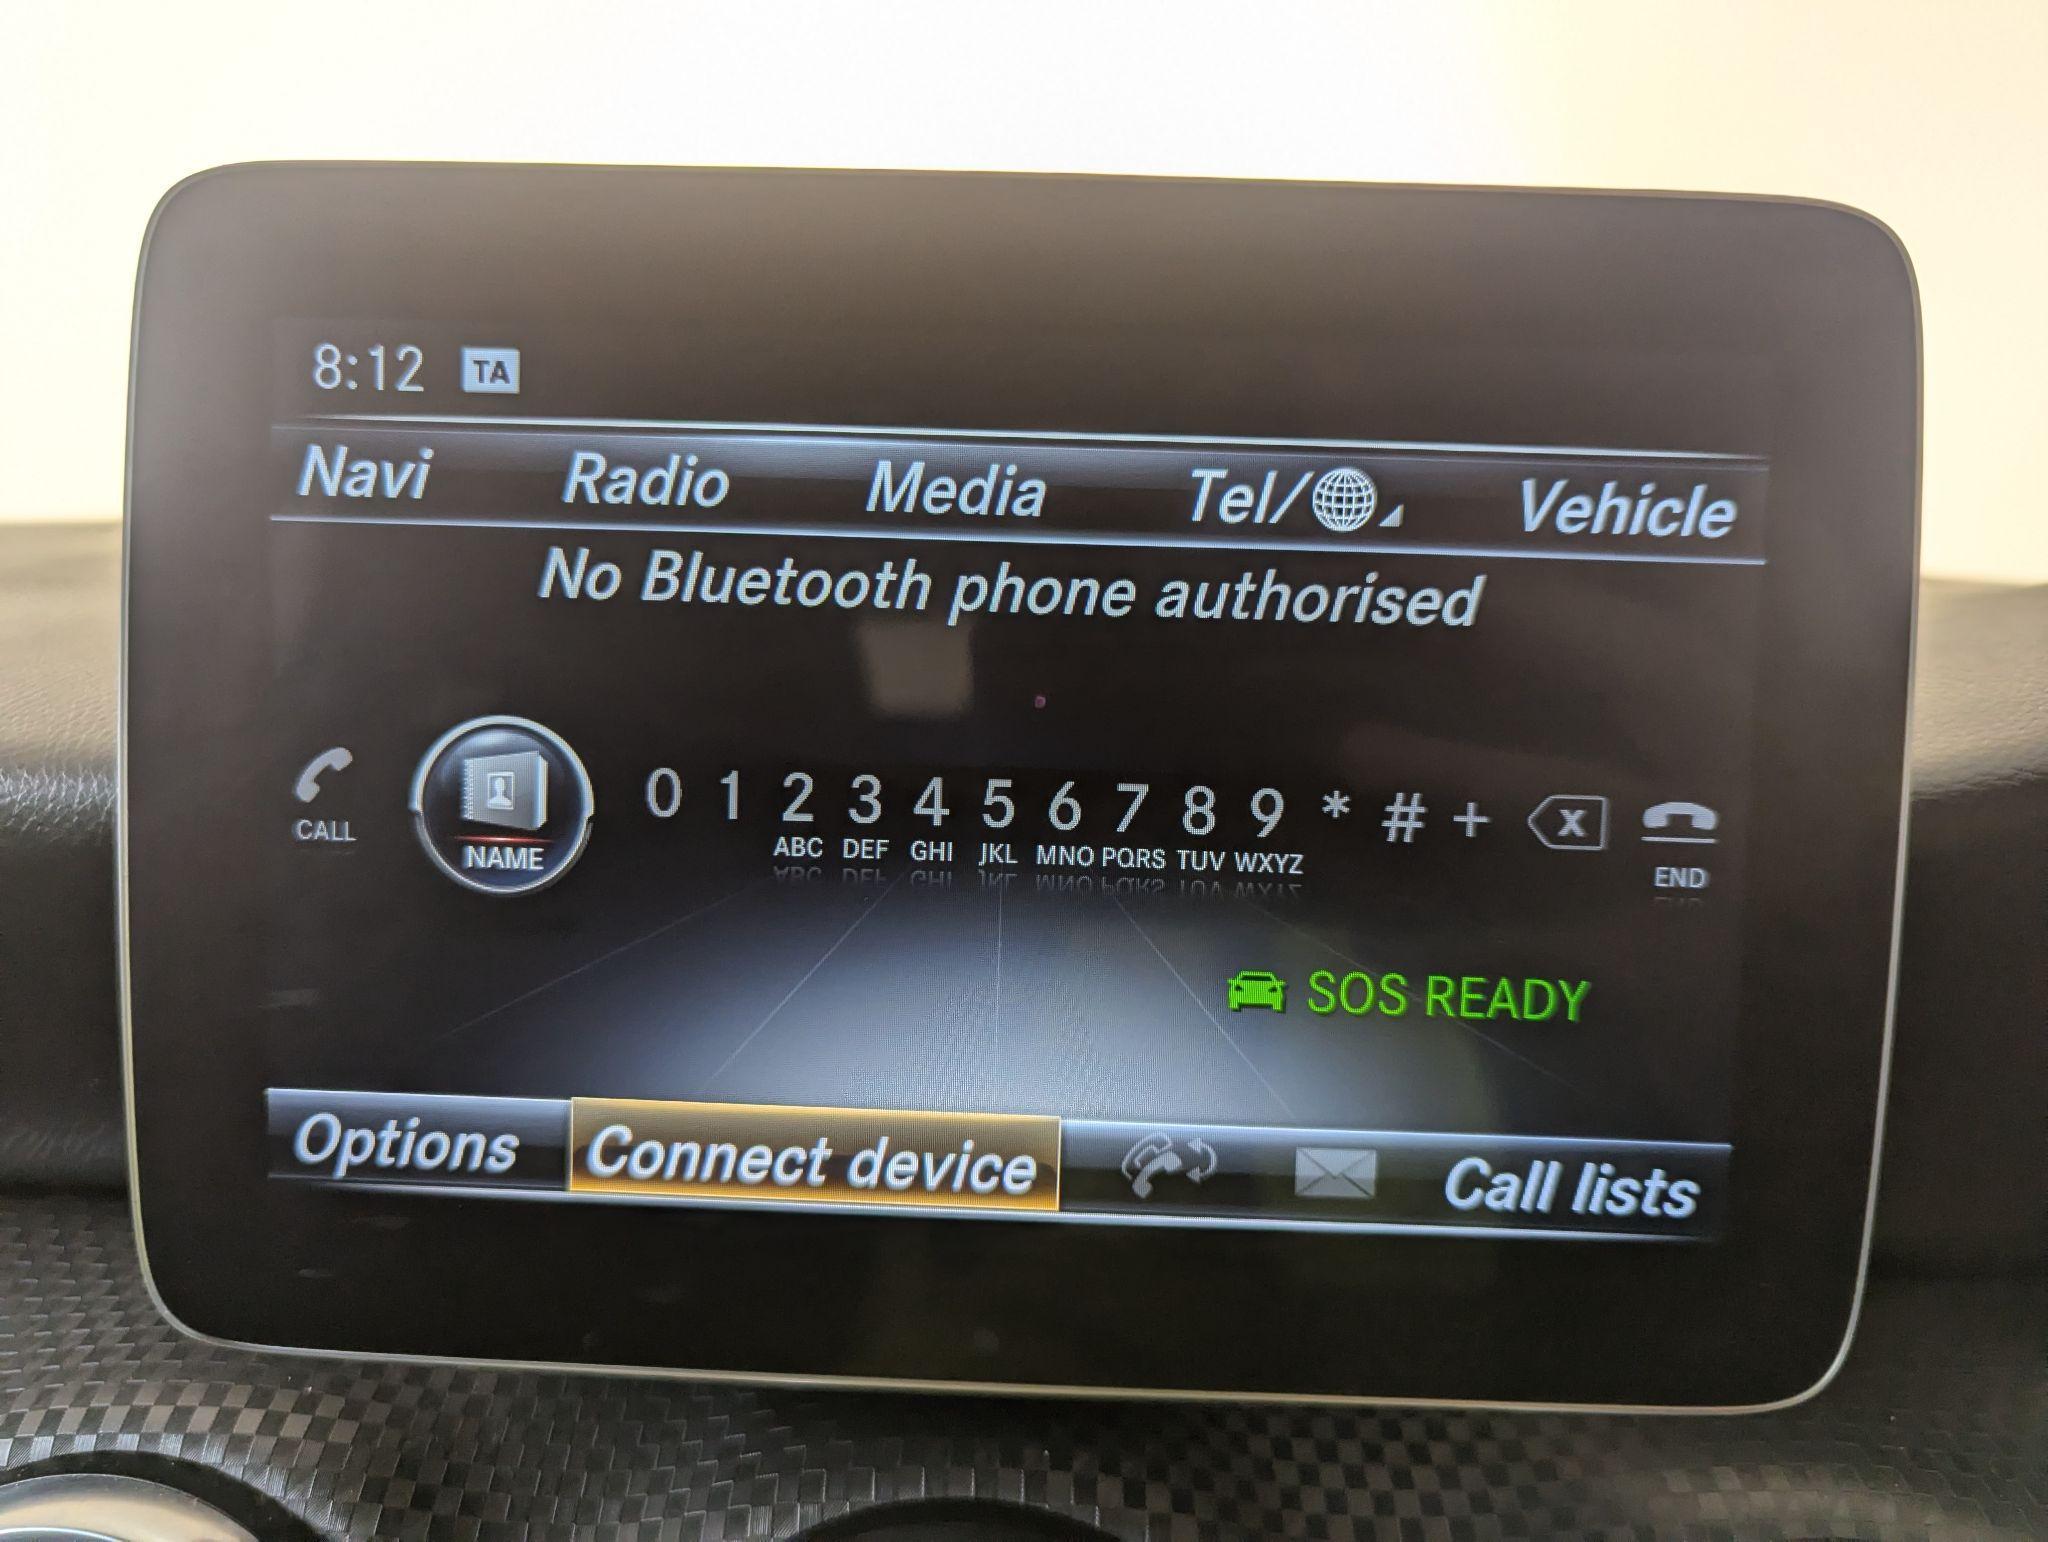 8:12 TA
Navi Radio Media Tel/ Vehicle
No Bluetooth phone authorised
0 1 2 3 4 5 6 7 8 9 * # + x
CALL NAME ABC DEF GHI JKL MNO PQRS TUV WXYZ END
SOS READY
Options Connect device Call lists